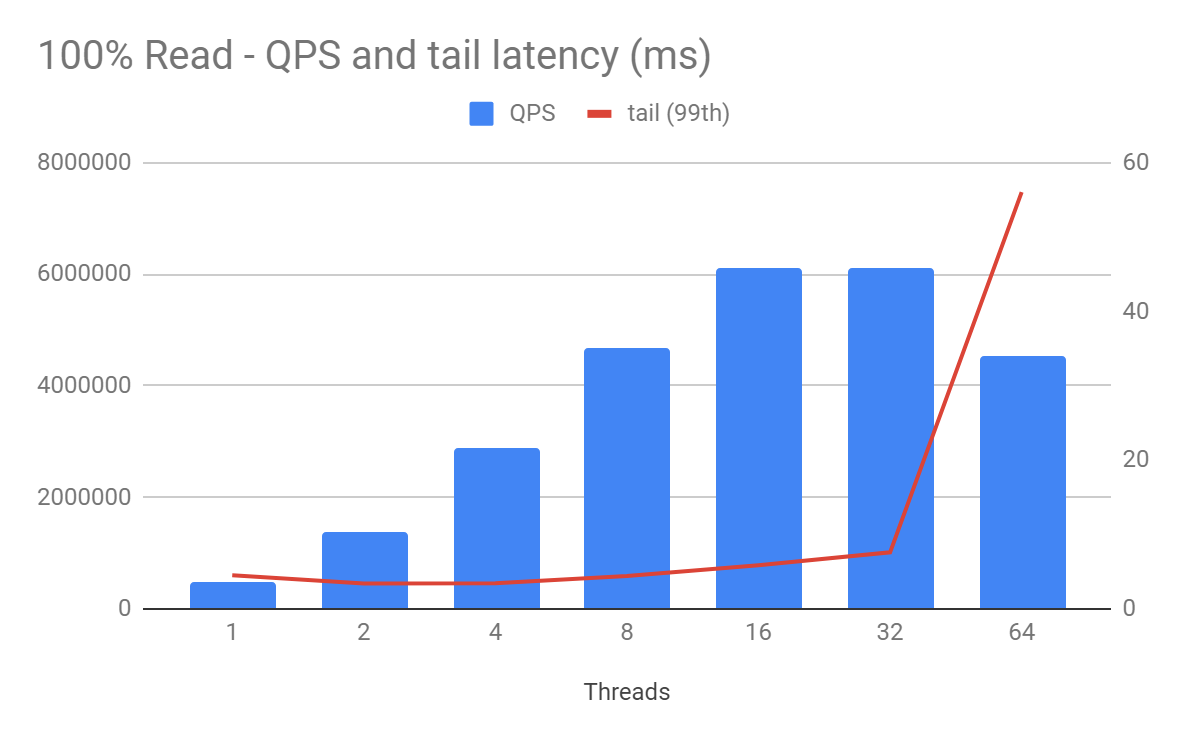 100% Read - QPS and tail latency (ms)
QPS tail (99th)
8000000 60
6000000
40
4000000
20
2000000
0 0
1 2 4 8 16 32 64
Threads